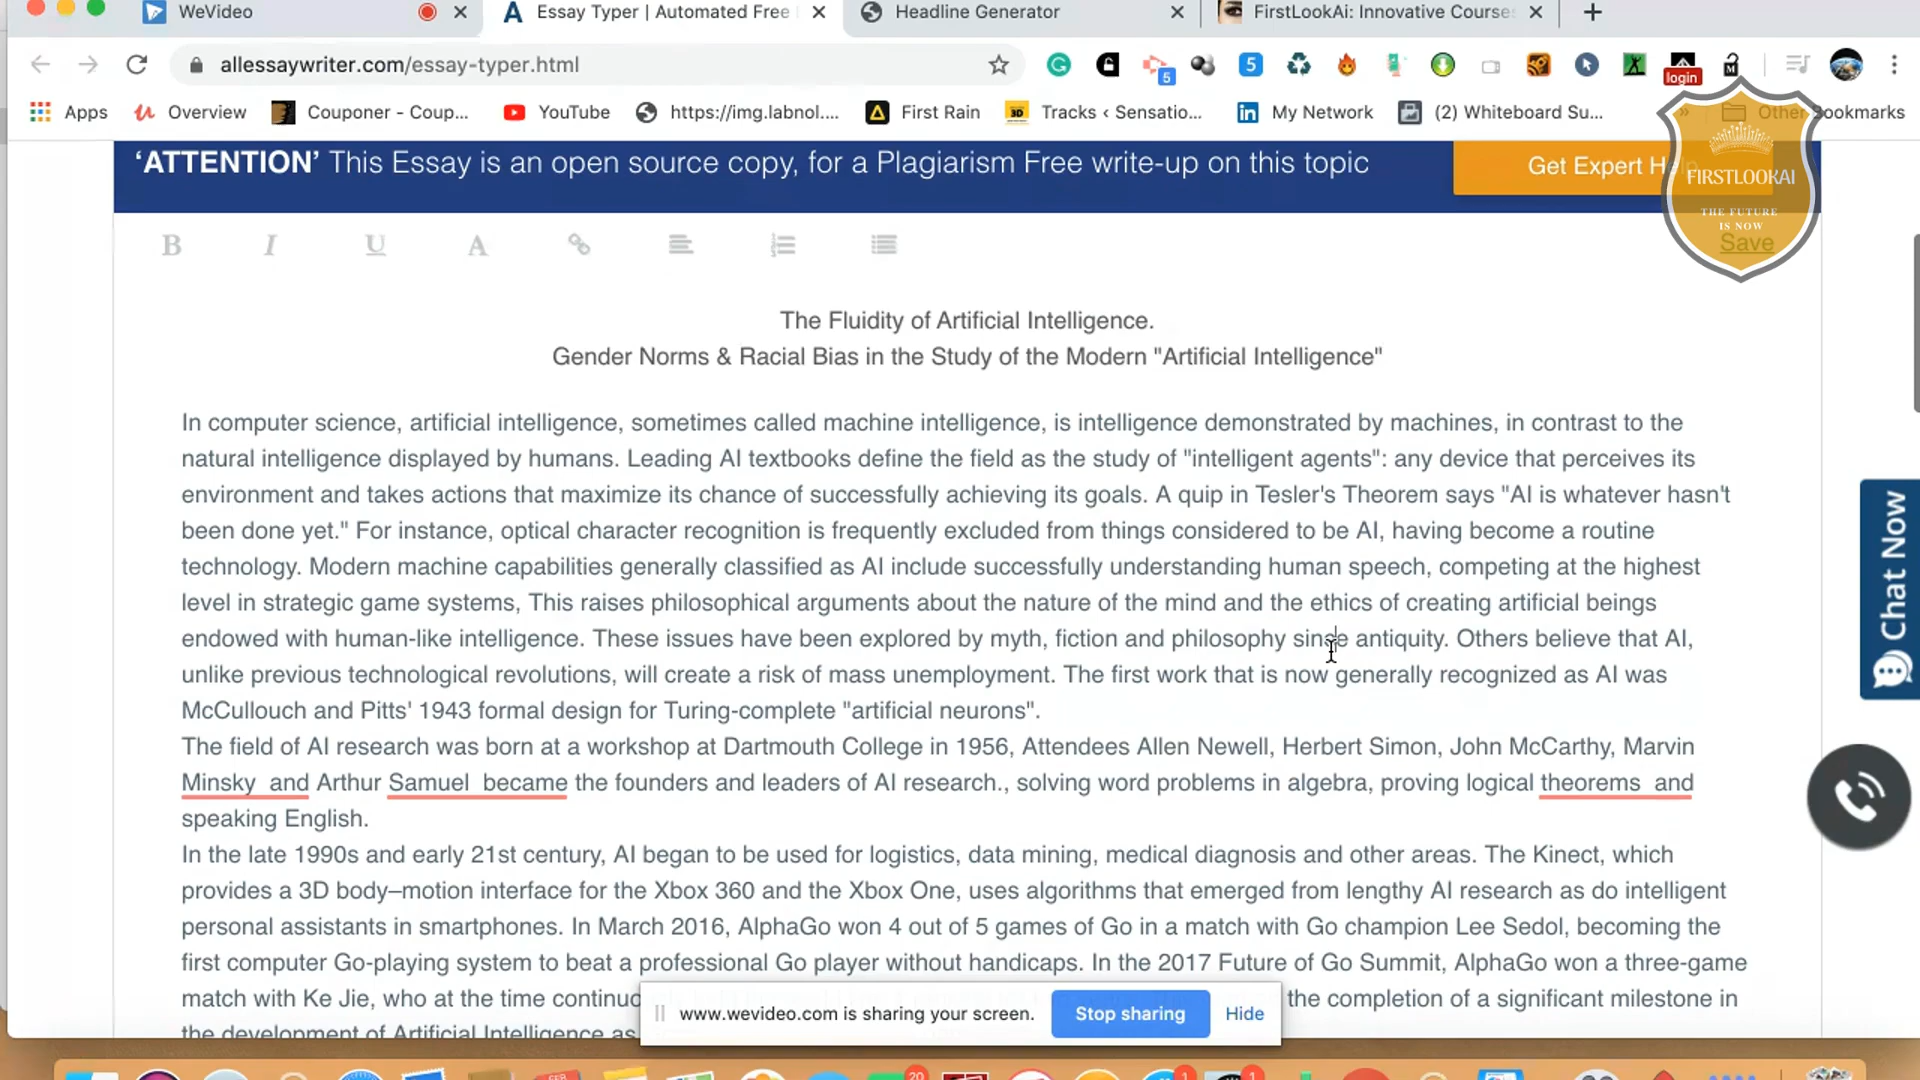 WeVideo
Essay Typer | Automated Free
Headline Generator
FirstLookAi: Innovative Course
allessaywriter.com/essay-typer.html
5
5
login
Apps
Overview
Couponer - Coup...
YouTube
https://img.labnol....
First Rain
Tracks ‹ Sensatio...
My Network
(2) Whiteboard Su...
»
Other Bookmarks
'ATTENTION' This Essay is an open source copy, for a Plagiarism Free write-up on this topic
Get Expert
FIRSTLOOKAI
THE FUTURE
IS NOW
B I U A
Save
The Fluidity of Artificial Intelligence.
Gender Norms & Racial Bias in the Study of the Modern "Artificial Intelligence"
In computer science, artificial intelligence, sometimes called machine intelligence, is intelligence demonstrated by machines, in contrast to the
natural intelligence displayed by humans. Leading AI textbooks define the field as the study of "intelligent agents": any device that perceives its
environment and takes actions that maximize its chance of successfully achieving its goals. A quip in Tesler's Theorem says "AI is whatever hasn't
been done yet." For instance, optical character recognition is frequently excluded from things considered to be AI, having become a routine
technology. Modern machine capabilities generally classified as AI include successfully understanding human speech, competing at the highest
level in strategic game systems, This raises philosophical arguments about the nature of the mind and the ethics of creating artificial beings
endowed with human-like intelligence. These issues have been explored by myth, fiction and philosophy since antiquity. Others believe that AI,
unlike previous technological revolutions, will create a risk of mass unemployment. The first work that is now generally recognized as AI was
McCullouch and Pitts' 1943 formal design for Turing-complete "artificial neurons".
The field of AI research was born at a workshop at Dartmouth College in 1956, Attendees Allen Newell, Herbert Simon, John McCarthy, Marvin
Minsky  and Arthur Samuel  became the founders and leaders of AI research., solving word problems in algebra, proving logical theorems  and
speaking English.
In the late 1990s and early 21st century, AI began to be used for logistics, data mining, medical diagnosis and other areas. The Kinect, which
provides a 3D body–motion interface for the Xbox 360 and the Xbox One, uses algorithms that emerged from lengthy AI research as do intelligent
personal assistants in smartphones. In March 2016, AlphaGo won 4 out of 5 games of Go in a match with Go champion Lee Sedol, becoming the
first computer Go-playing system to beat a professional Go player without handicaps. In the 2017 Future of Go Summit, AlphaGo won a three-game
match with Ke Jie, who at the time the completion of a significant milestone in
the development of Artificial Intelligence as
Chat Now
www.wevideo.com is sharing your screen.
Stop sharing
Hide
20
1
1